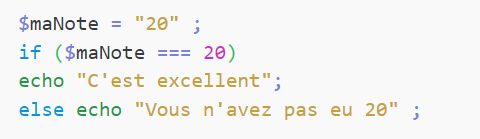 $maNote = "20" ;
if ($maNote === 20)
echo "C'est excellent";
else echo "Vous n'avez pas eu 20" ;